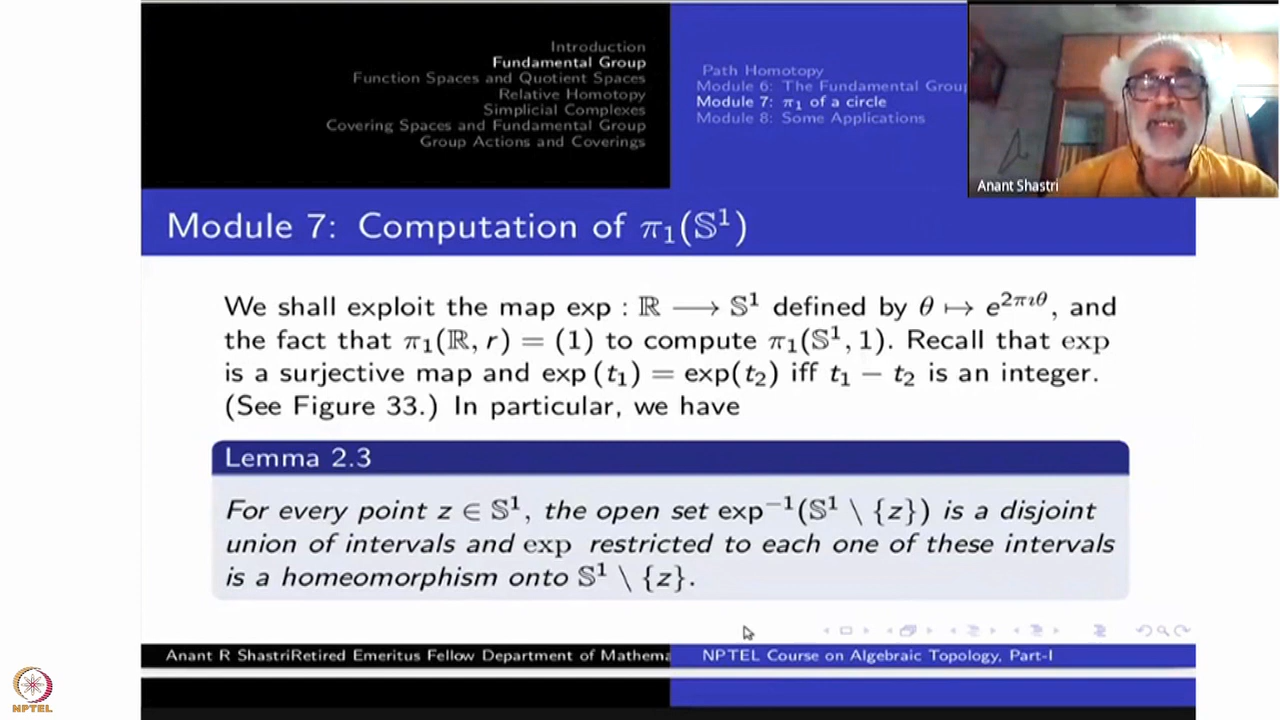 Introduction
Fundamental Group
Function Spaces and Quotient Spaces
Relative Homotopy
Simplicial Complexes
Covering Spaces and Fundamental Group
Group Actions and Coverings
Path Homotopy
Module 6: The Fundamental Grou
Module 7: π₁ of a circle
Module 8: Some Applications
Anant Shastri
Module 7: Computation of π₁(𝕊¹)
We shall exploit the map exp : ℝ ⟶ 𝕊¹ defined by θ ↦ e^{2πıθ}, and
the fact that π₁(ℝ, r) = (1) to compute π₁(𝕊¹, 1). Recall that exp
is a surjective map and exp (t₁) = exp(t₂) iff t₁ − t₂ is an integer.
(See Figure 33.) In particular, we have
Lemma 2.3
For every point z ∈ 𝕊¹, the open set exp⁻¹(𝕊¹ \ {z}) is a disjoint
union of intervals and exp restricted to each one of these intervals
is a homeomorphism onto 𝕊¹ \ {z}.
Anant R ShastriRetired Emeritus Fellow Department of Mathema
NPTEL Course on Algebraic Topology, Part-I
NPTEL